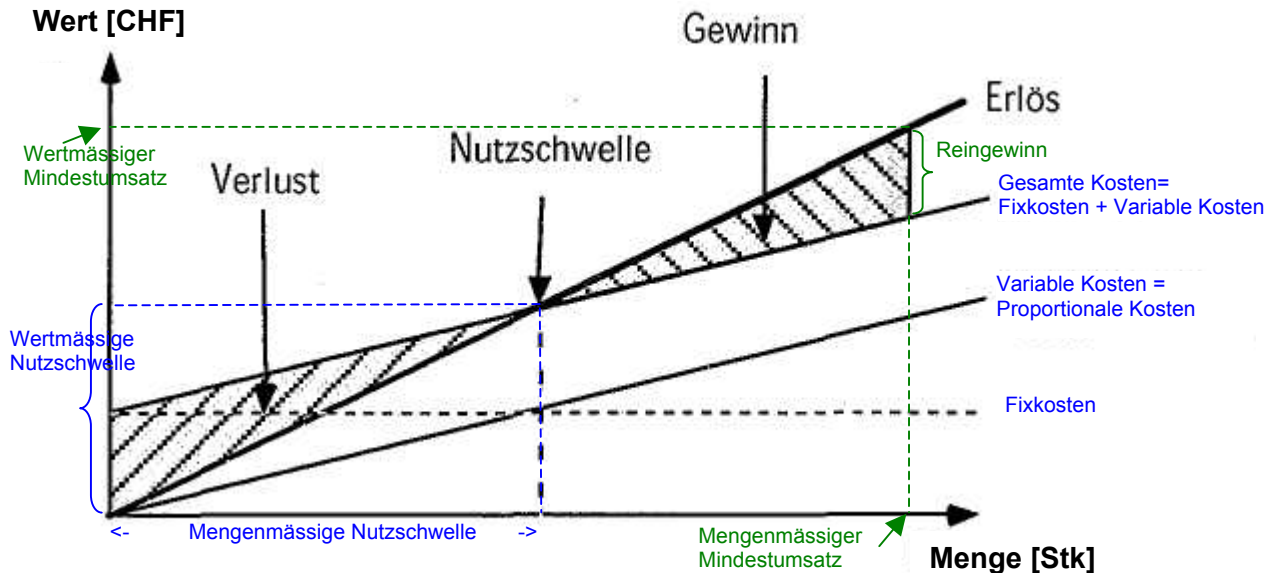 Wert [CHF]
Gewinn
Erlös
Wertmässiger
Mindestumsatz
Verlust
Nutzschwelle
Reingewinn
Gesamte Kosten=
Fixkosten + Variable Kosten
Variable Kosten =
Proportionale Kosten
Wertmässige
Nutzschwelle
Fixkosten
<- Mengenmässige Nutzschwelle ->
Mengenmässiger
Mindestumsatz
Menge [Stk]